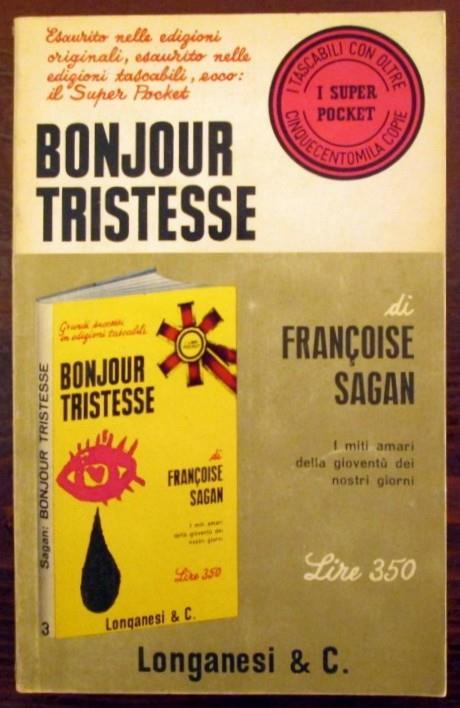 Esaurito nelle edizioni
originali, esaurito nelle
edizioni tascabili, ecco:
il Super Pocket
I TASCABILI CON OLTRE
I SUPER
POCKET
CINQUECENTOMILA COPIE
BONJOUR
TRISTESSE
di
FRANÇOISE
SAGAN
I miti amari
della gioventù dei
nostri giorni
Lire 350
Sagan: BONJOUR TRISTESSE
3
Grandi successi
in edizioni tascabili
BONJOUR
TRISTESSE
di
FRANÇOISE
SAGAN
I miti amari
della gioventù dei
nostri giorni
Lire 350
Longanesi & C.
Longanesi & C.